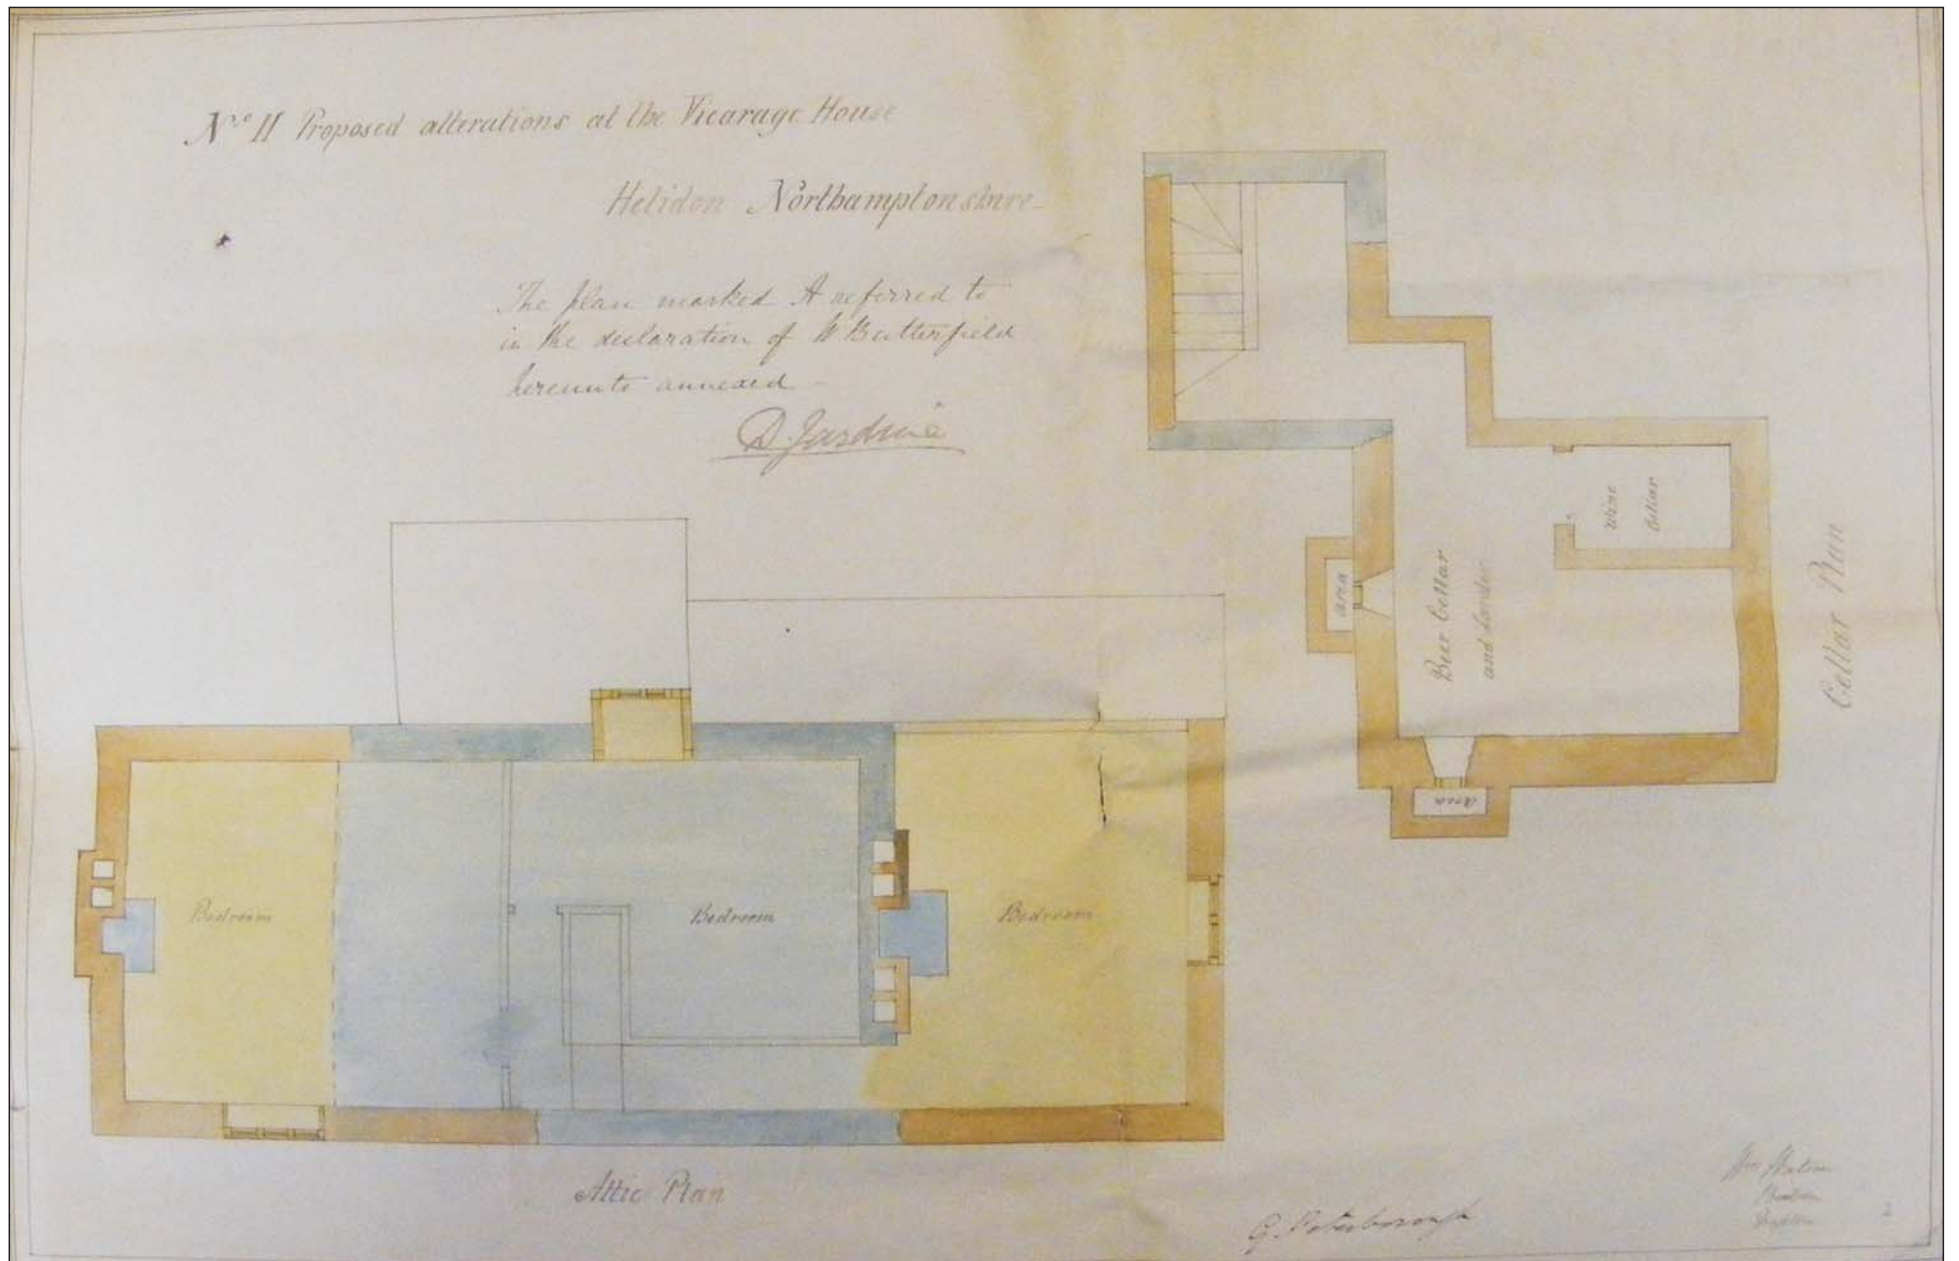 No II Proposed alterations at the Vicarage House
Helidon Northamptonshire
The plan marked A referred to
in the declaration of W Butterfield
hereunto annexed
D. Jardine
Wine
Cellar
Area
Beer Cellar
and Larder
Area
Cellar Plan
Bedroom
Bedroom
Bedroom
Attic Plan
G. Peterborough
Wm
2